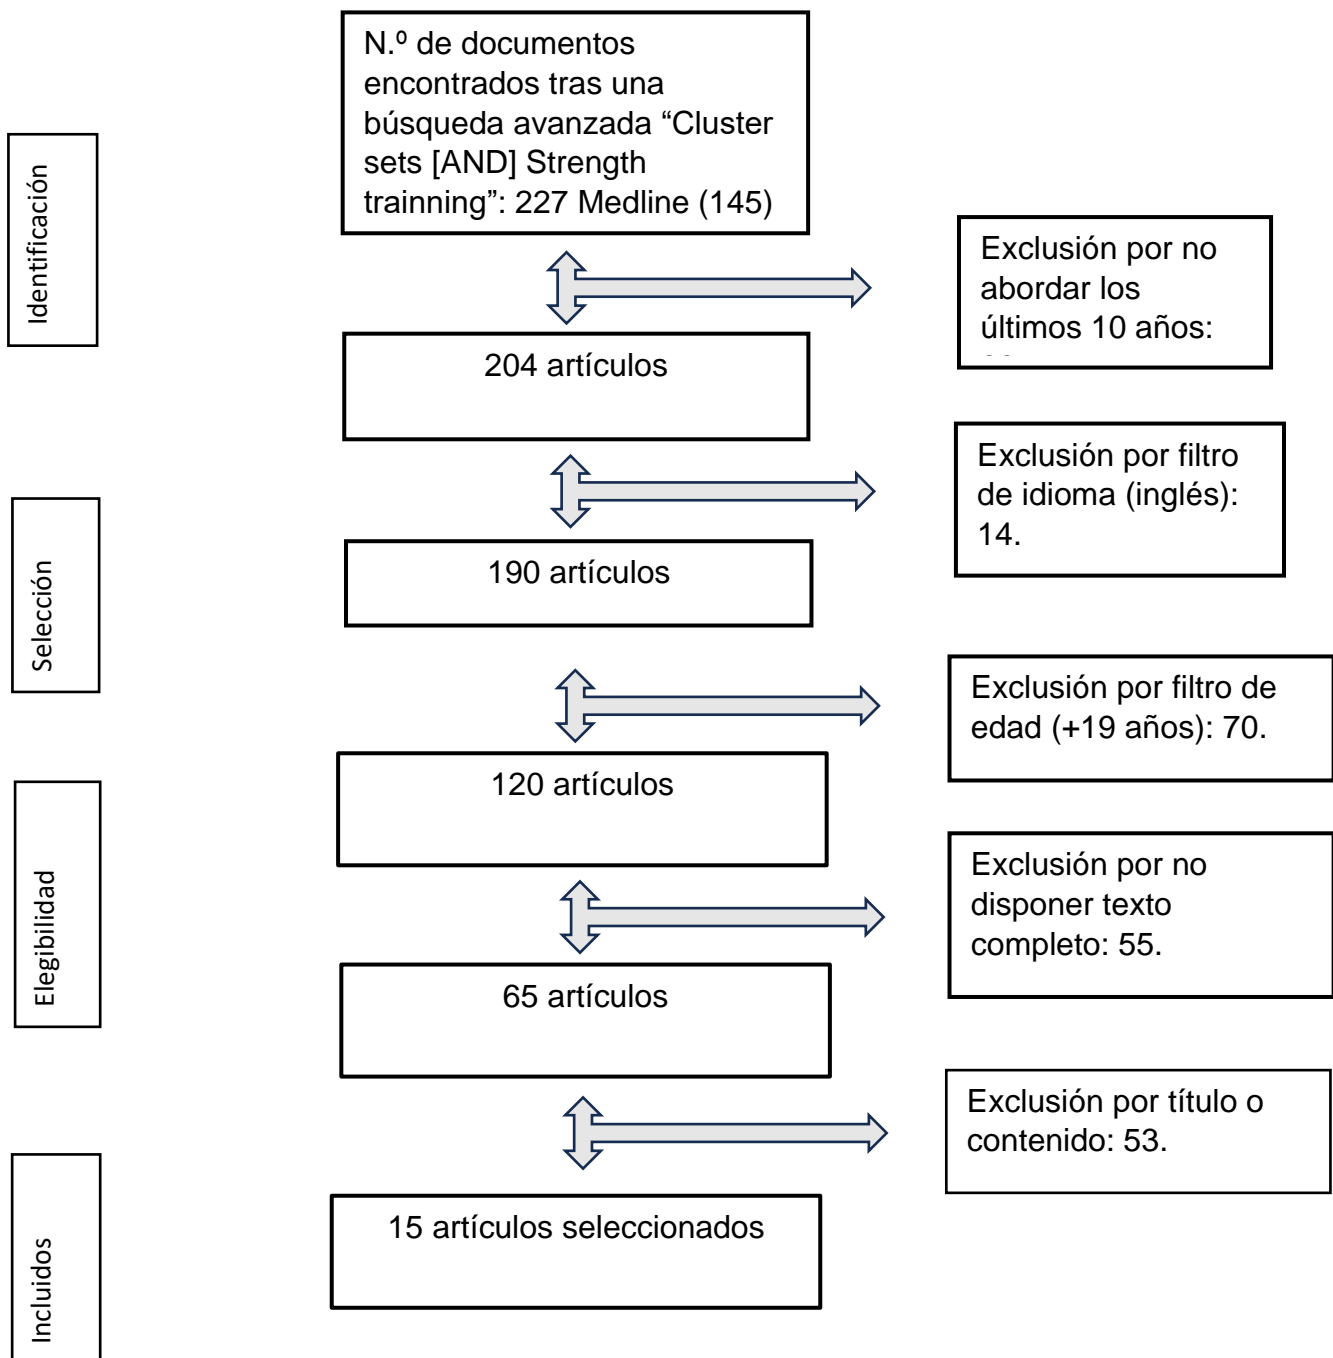 N.º de documentos
encontrados tras una
búsqueda avanzada “Cluster
sets [AND] Strength
trainning”: 227 Medline (145)
Identificación
Exclusión por no
abordar los
últimos 10 años:
204 artículos
Exclusión por filtro
de idioma (inglés):
14.
Selección
190 artículos
Exclusión por filtro de
edad (+19 años): 70.
120 artículos
Elegibilidad
Exclusión por no
disponer texto
completo: 55.
65 artículos
Exclusión por título o
contenido: 53.
Incluidos
15 artículos seleccionados